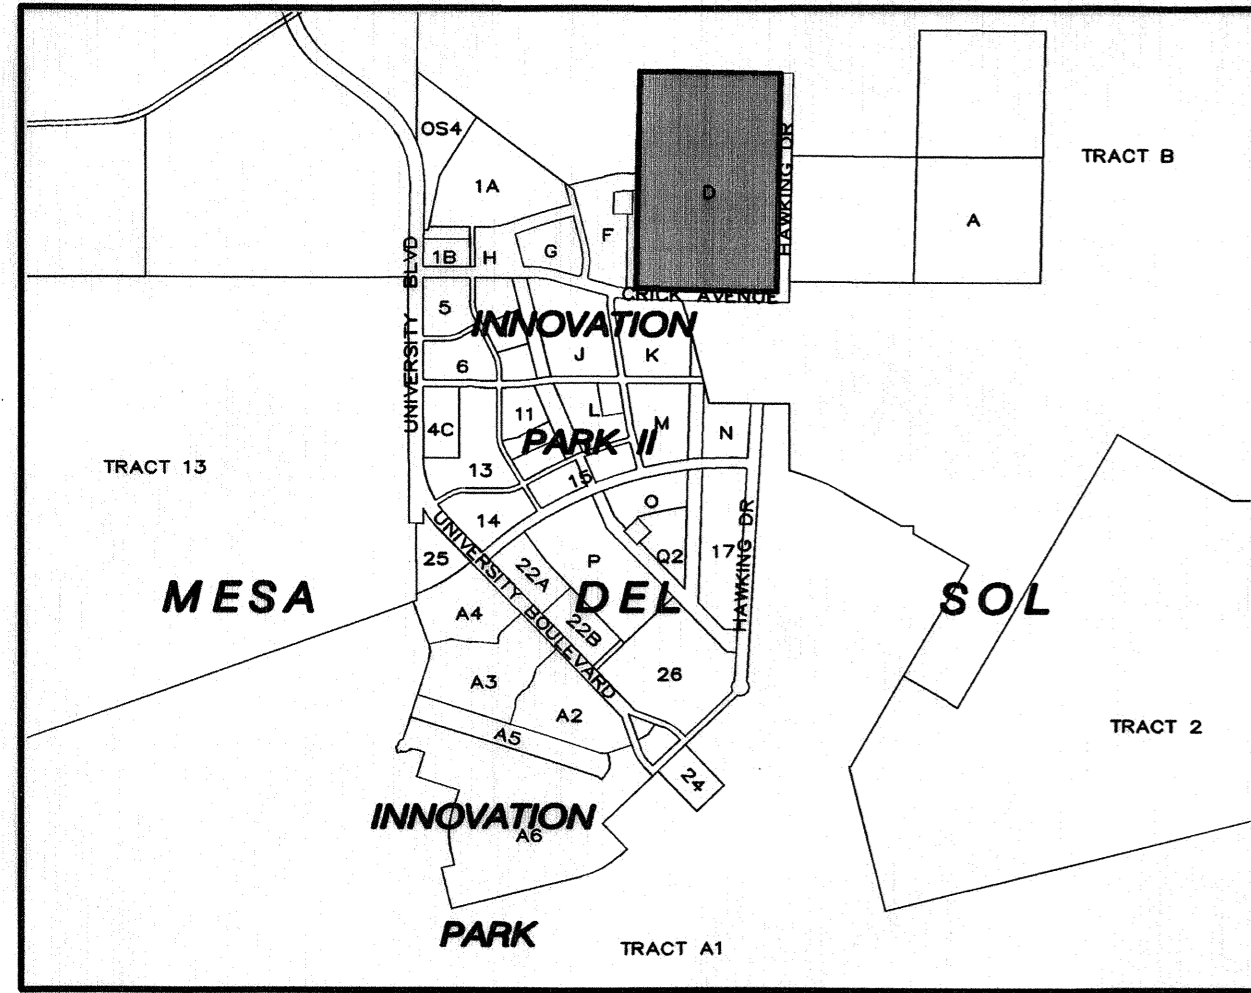 OS4
TRACT B
1A
D
HAWKING DR
A
F
UNIVERSITY BLVD
1B
H
G
CRICK AVENUE
5
INNOVATION
6
J
K
11
L
M
4C
PARK II
N
TRACT 13
13
15
14
O
UNIVERSITY BOULEVARD
HAWKING DR
25
22A
P
Q2
17
MESA
DEL
SOL
A4
22B
A3
26
A2
A5
TRACT 2
24
INNOVATION
A6
PARK
TRACT A1